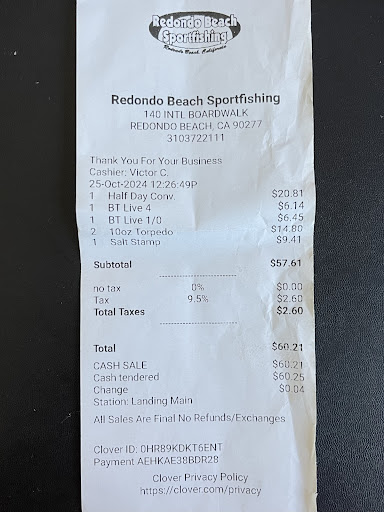 Redondo Beach
Sportfishing
Redondo Beach, California
Redondo Beach Sportfishing
140 INTL BOARDWALK
REDONDO BEACH, CA 90277
3103722111
Thank You For Your Business
Cashier: Victor C.
25-Oct-2024 12:26:49P
1 Half Day Conv. $20.81
1 BT Live 4 $6.14
1 BT Live 1/0 $6.45
2 10oz Torpedo $14.80
1 Salt Stamp $9.41
Subtotal $57.61
no tax 0% $0.00
Tax 9.5% $2.60
Total Taxes $2.60
Total $60.21
CASH SALE $60.21
Cash tendered $60.25
Change $0.04
Station: Landing Main
All Sales Are Final No Refunds/Exchanges
Clover ID: 0HR89KDKT6ENT
Payment AEHKAE38BDR28
Clover Privacy Policy
https://clover.com/privacy